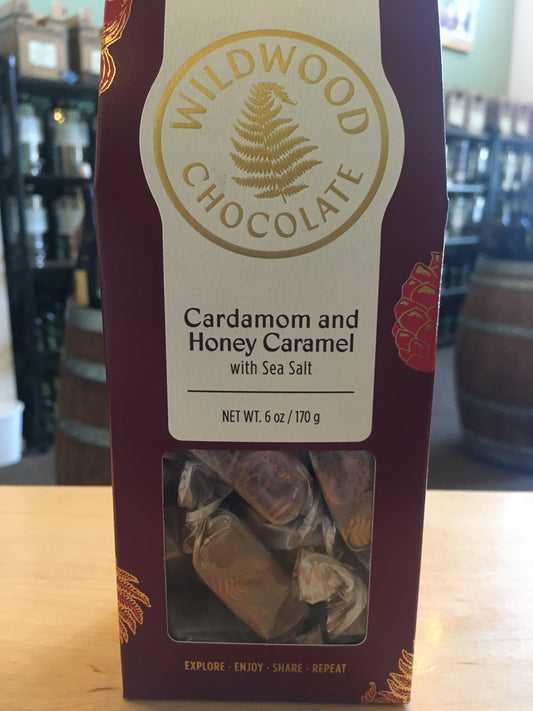 WILDWOOD
CHOCOLATE
Cardamom and
Honey Caramel
with Sea Salt
NET WT. 6 oz / 170 g
EXPLORE · ENJOY · SHARE · REPEAT